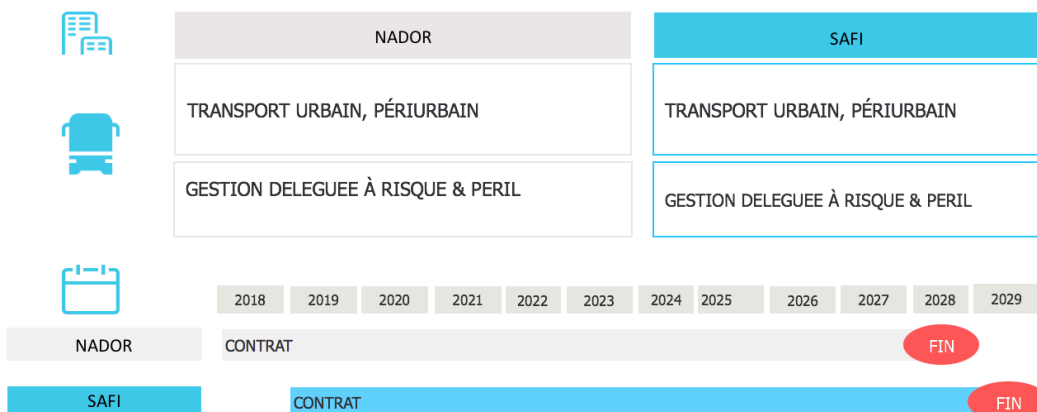 NADOR
SAFI
TRANSPORT URBAIN, PÉRIURBAIN
TRANSPORT URBAIN, PÉRIURBAIN
GESTION DELEGUEE À RISQUE & PERIL
GESTION DELEGUEE À RISQUE & PERIL
2018 2019 2020 2021 2022 2023 2024 2025 2026 2027 2028 2029
NADOR CONTRAT FIN
SAFI CONTRAT FIN